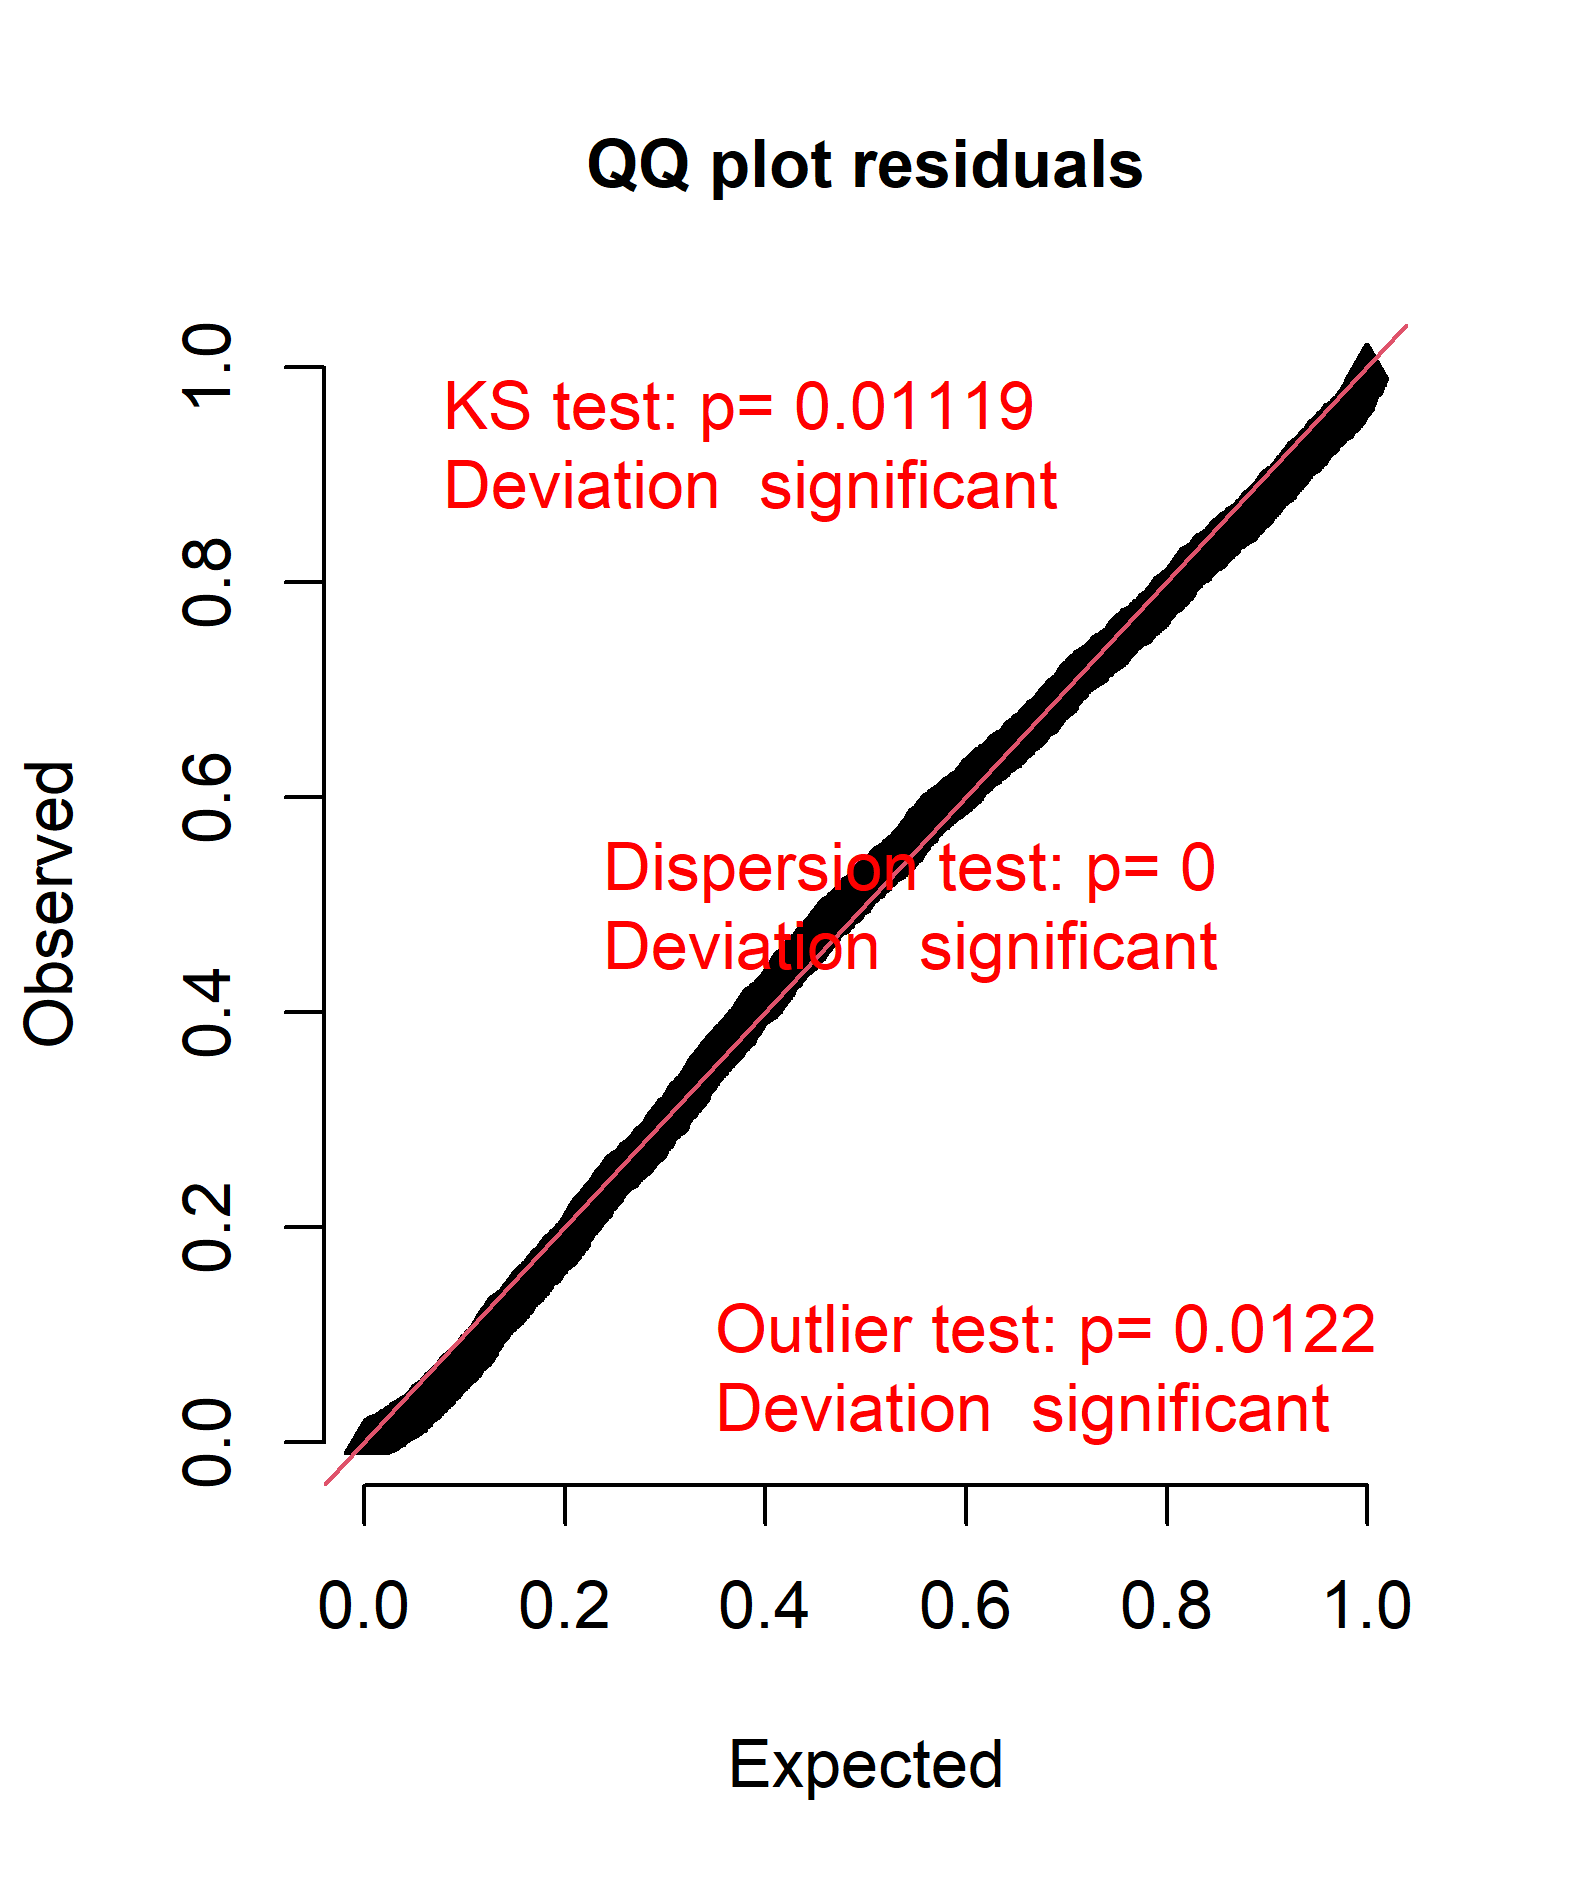 QQ plot residuals
KS test: p= 0.01119
Deviation  significant
Dispersion test: p= 0
Deviation  significant
Outlier test: p= 0.0122
Deviation  significant
Observed
1.0
0.8
0.6
0.4
0.2
0.0
0.0 0.2 0.4 0.6 0.8 1.0
Expected